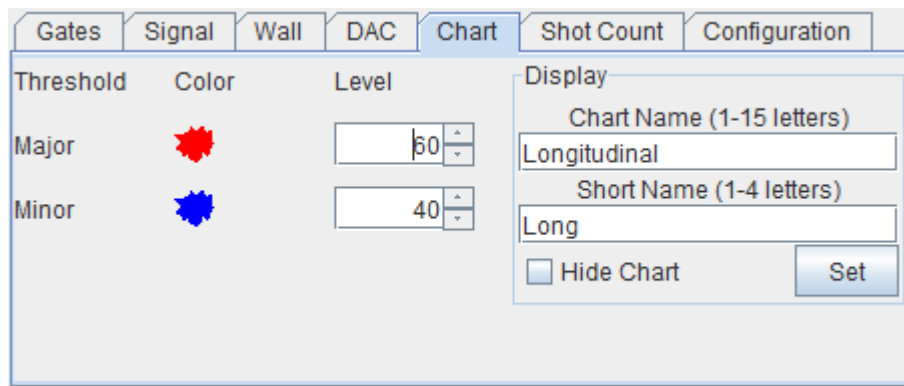 Gates Signal Wall DAC Chart Shot Count Configuration
Threshold Color Level
Major 60
Minor 40
Display
Chart Name (1-15 letters)
Longitudinal
Short Name (1-4 letters)
Long
Hide Chart Set